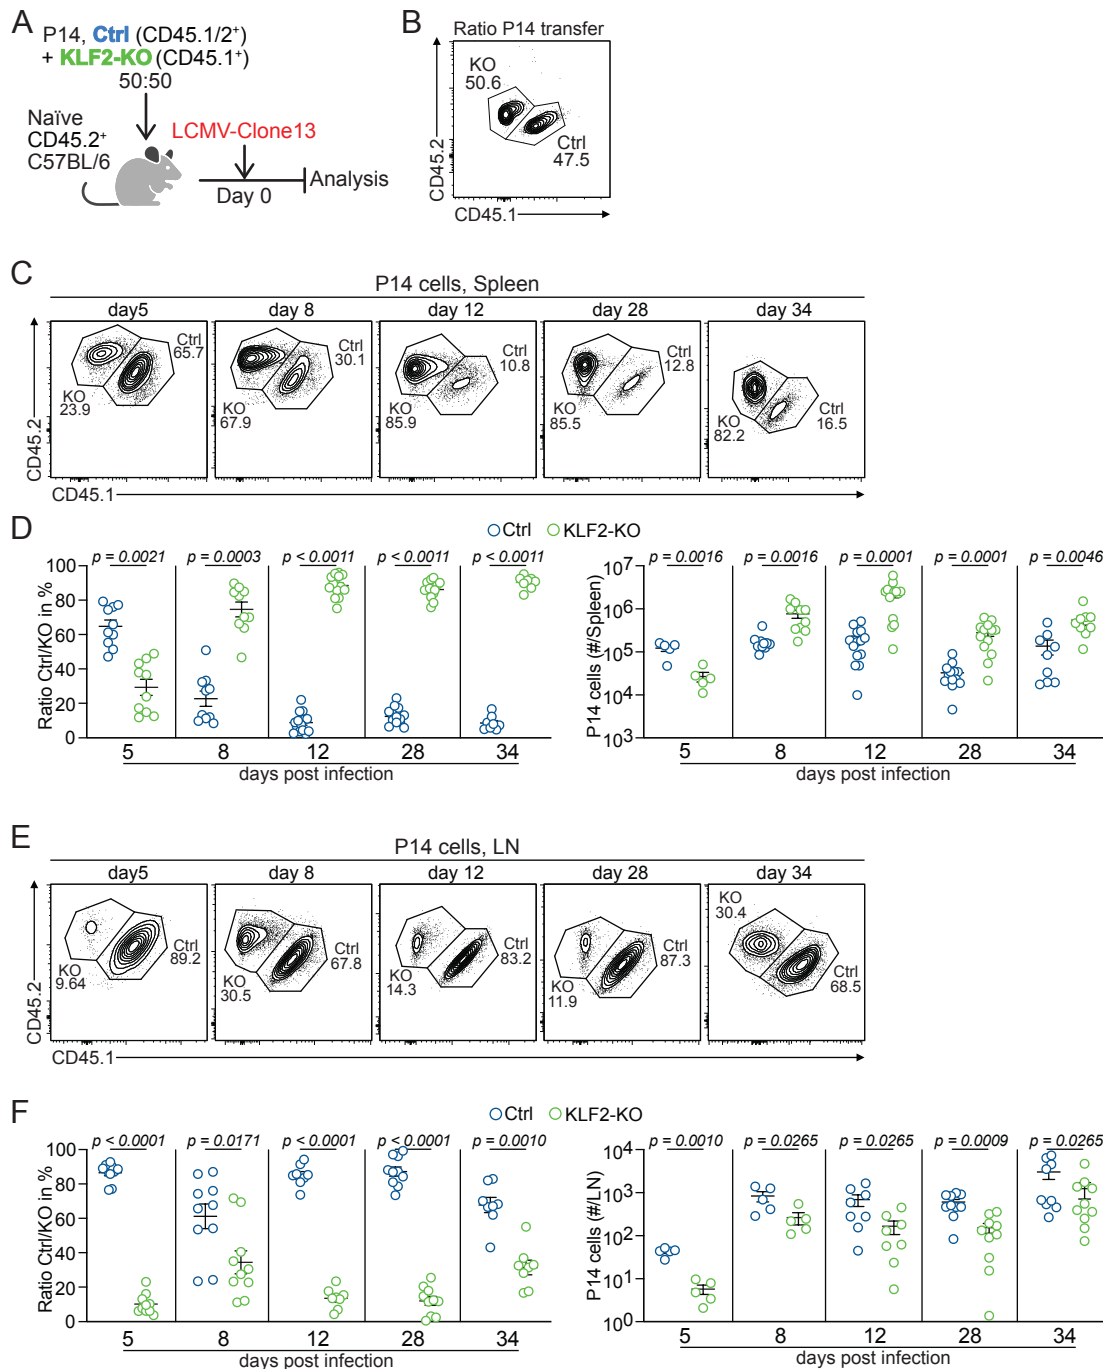 A
P14, Ctrl (CD45.1/2⁺)
+ KLF2-KO (CD45.1⁺)
50:50
Naïve
CD45.2⁺
C57BL/6
LCMV-Clone13
Day 0
Analysis
B
Ratio P14 transfer
KO
50.6
Ctrl
47.5
CD45.2
CD45.1
C
P14 cells, Spleen
day5
day 8
day 12
day 28
day 34
Ctrl
65.7
KO
23.9
Ctrl
30.1
KO
67.9
Ctrl
10.8
KO
85.9
Ctrl
12.8
KO
85.5
Ctrl
16.5
KO
82.2
CD45.2
CD45.1
D
Ctrl
KLF2-KO
p = 0.0021
p = 0.0003
p < 0.0011
p < 0.0011
p < 0.0011
Ratio Ctrl/KO in %
100
80
60
40
20
0
5
8
12
28
34
days post infection
p = 0.0016
p = 0.0016
p = 0.0001
p = 0.0001
p = 0.0046
P14 cells (#/Spleen)
10⁷
10⁶
10⁵
10⁴
10³
5
8
12
28
34
days post infection
E
P14 cells, LN
day5
day 8
day 12
day 28
day 34
Ctrl
89.2
KO
9.64
Ctrl
67.8
KO
30.5
Ctrl
83.2
KO
14.3
Ctrl
87.3
KO
11.9
KO
30.4
Ctrl
68.5
CD45.2
CD45.1
F
Ctrl
KLF2-KO
p < 0.0001
p = 0.0171
p < 0.0001
p < 0.0001
p = 0.0010
Ratio Ctrl/KO in %
100
80
60
40
20
0
5
8
12
28
34
days post infection
p = 0.0010
p = 0.0265
p = 0.0265
p = 0.0009
p = 0.0265
P14 cells (#/LN)
10⁴
10³
10²
10¹
10⁰
5
8
12
28
34
days post infection